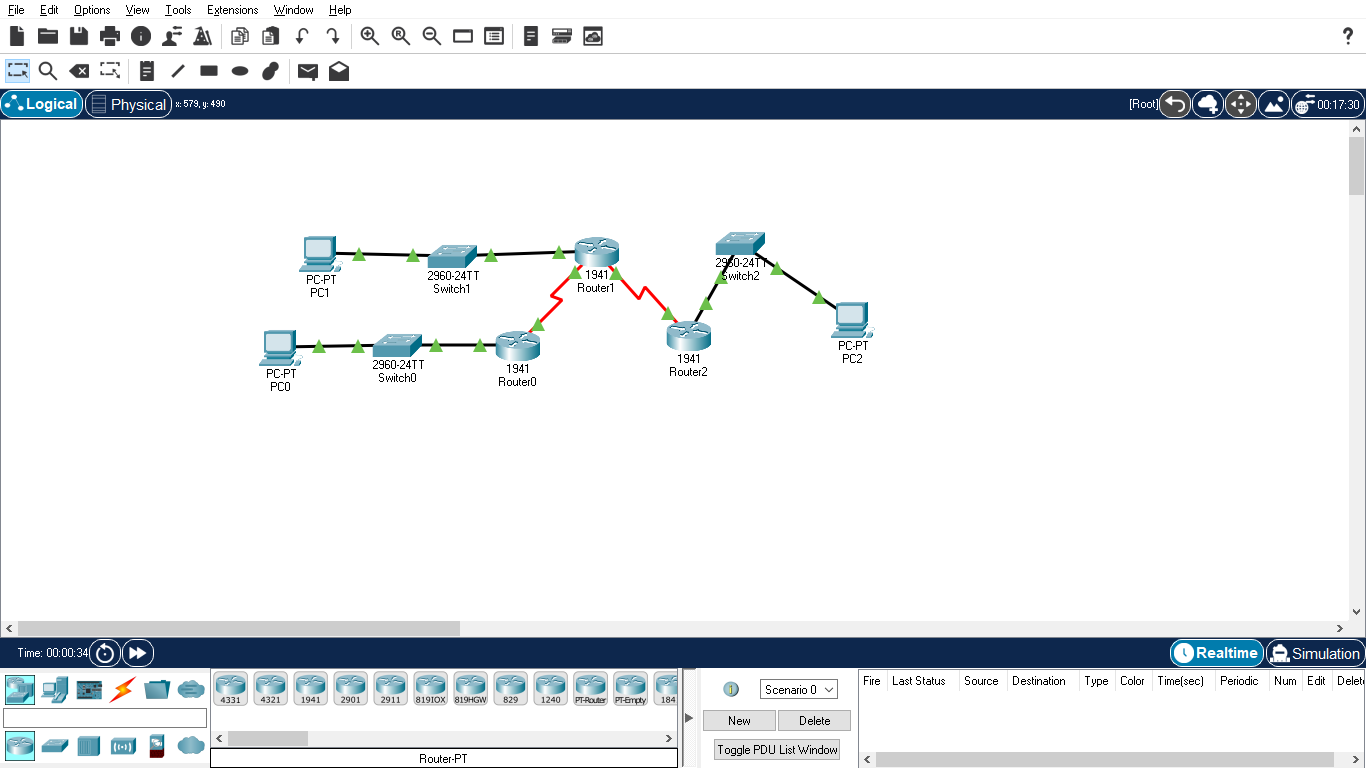 File Edit Options View Tools Extensions Window Help
Logical Physical x: 579, y: 490 [Root] 00:17:30
PC-PT
PC1
2960-24TT
Switch1
1941
Router1
2960-24TT
Switch2
PC-PT
PC0
2960-24TT
Switch0
1941
Router0
1941
Router2
PC-PT
PC2
Time: 00:00:34 Realtime Simulation
4331 4321 1941 2901 2911 819IOX 819HGW 829 1240 PT-Router PT-Empty 184
Router-PT
Scenario 0
New Delete
Toggle PDU List Window
Fire Last Status Source Destination Type Color Time(sec) Periodic Num Edit Delet